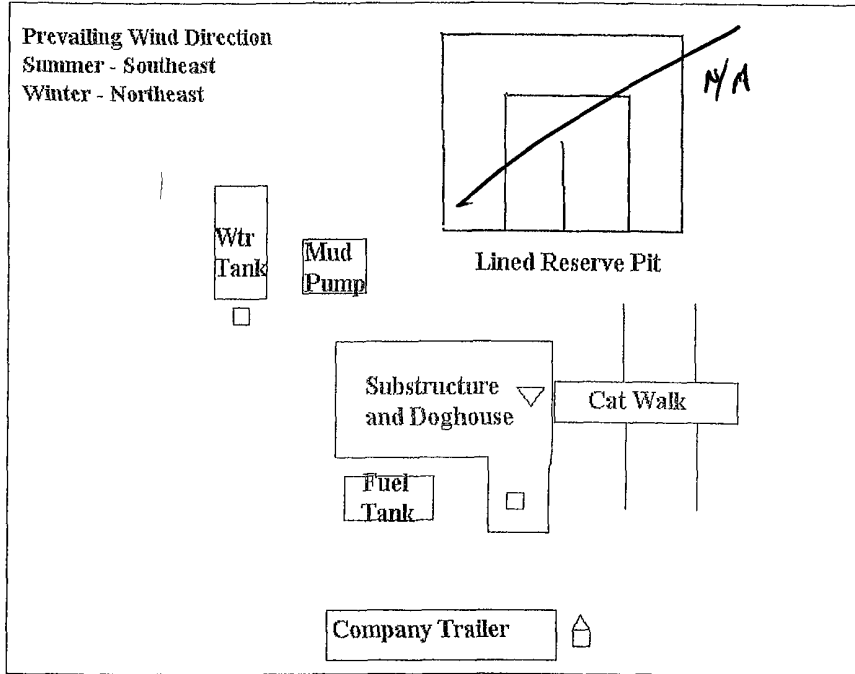 Prevailing Wind Direction
Summer - Southeast
Winter - Northeast
N/A
Wtr
Tank
Mud
Pump
Lined Reserve Pit
Substructure
and Doghouse
Cat Walk
Fuel
Tank
Company Trailer